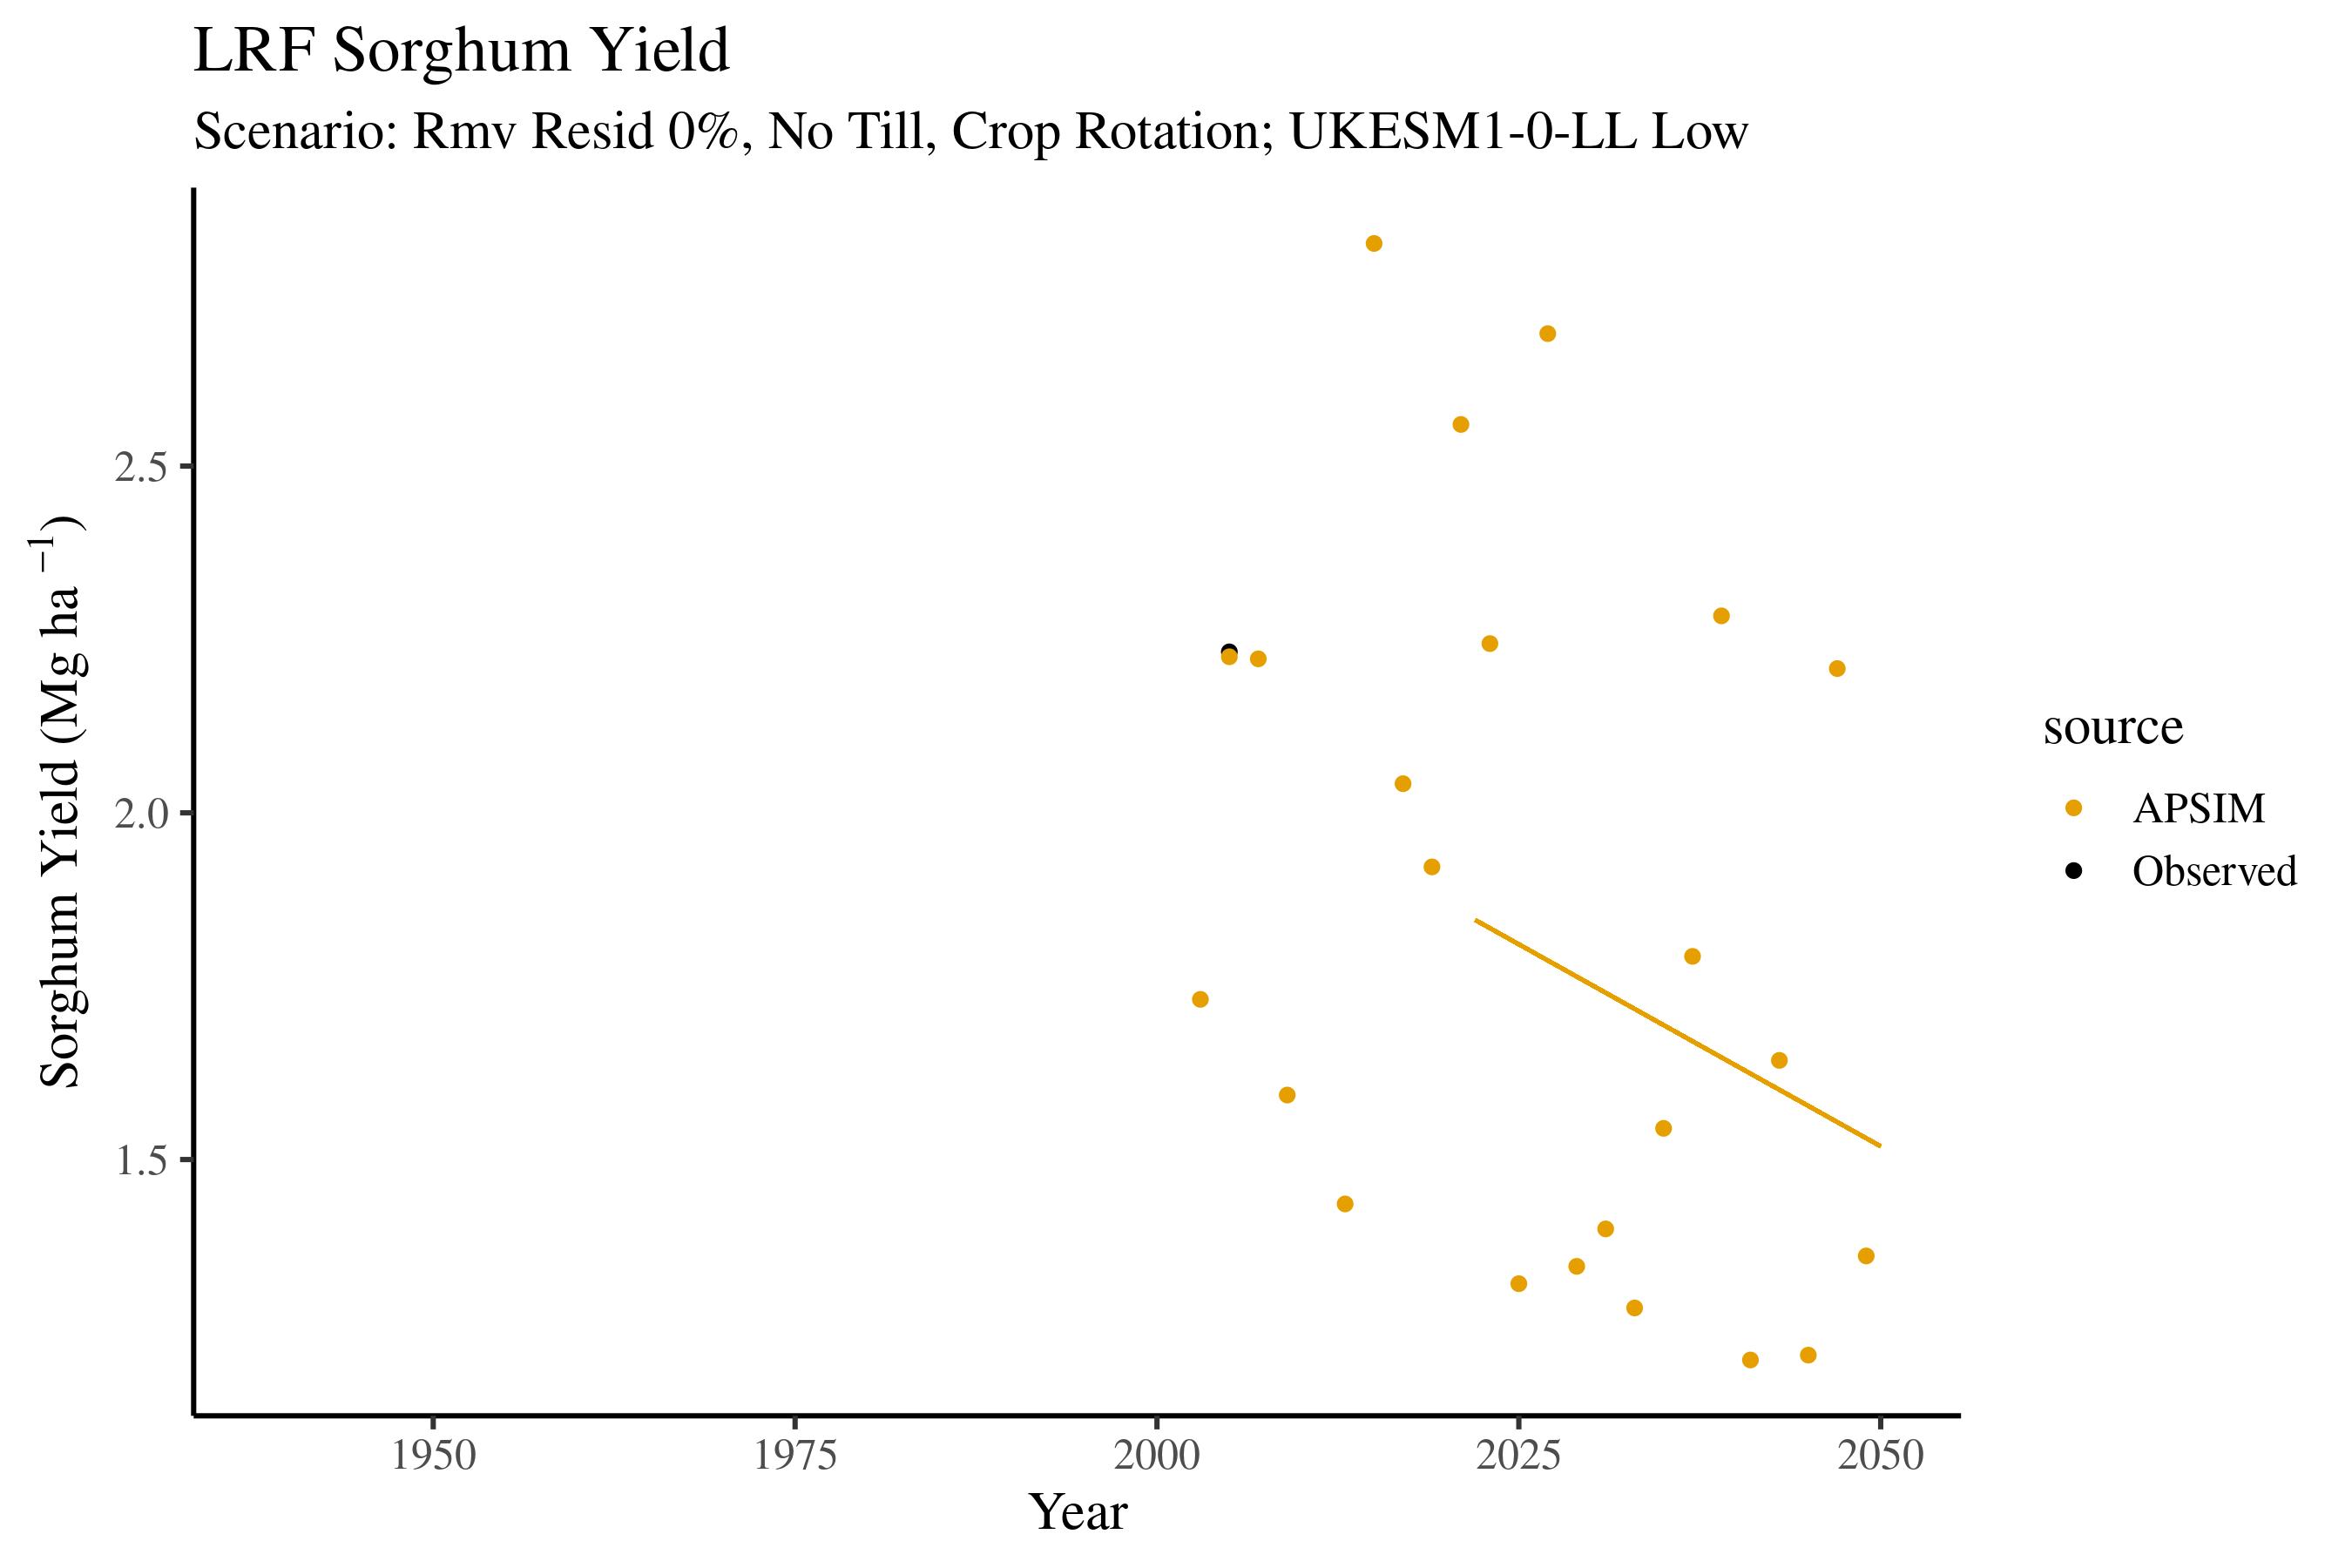 LRF Sorghum Yield
Scenario: Rmv Resid 0%, No Till, Crop Rotation; UKESM1-0-LL Low
Sorghum Yield (Mg ha⁻¹)
2.5
2.0
1.5
1950
1975
2000
2025
2050
Year
source
APSIM
Observed